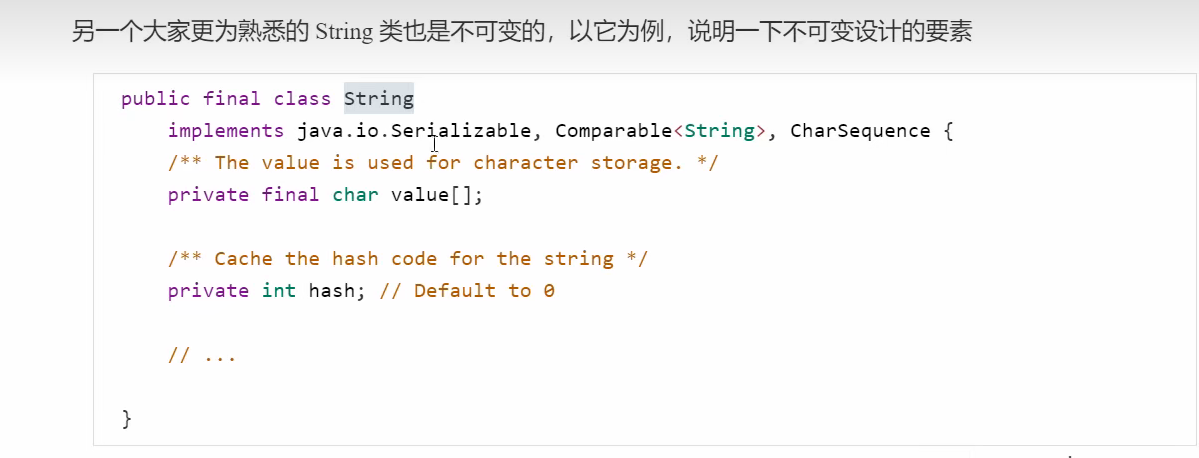 另一个大家更为熟悉的 String 类也是不可变的，以它为例，说明一下不可变设计的要素
public final class String
implements java.io.Serializable, Comparable<String>, CharSequence {
/** The value is used for character storage. */
private final char value[];
/** Cache the hash code for the string */
private int hash; // Default to 0
// ...
}